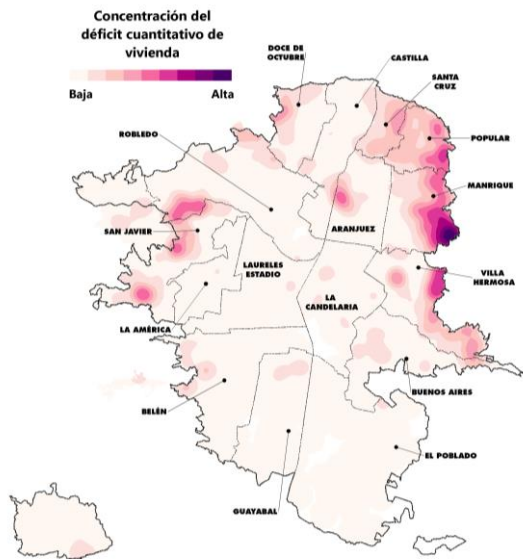 Concentración del
déficit cuantitativo de
vivienda
Baja
Alta
DOCE DE
OCTUBRE
CASTILLA
SANTA
CRUZ
POPULAR
ROBLEDO
MANRIQUE
SAN JAVIER
ARANJUEZ
LAURELES
ESTADIO
VILLA
HERMOSA
LA
CANDELARIA
LA AMÉRICA
BUENOS AIRES
BELÉN
EL POBLADO
GUAYABAL